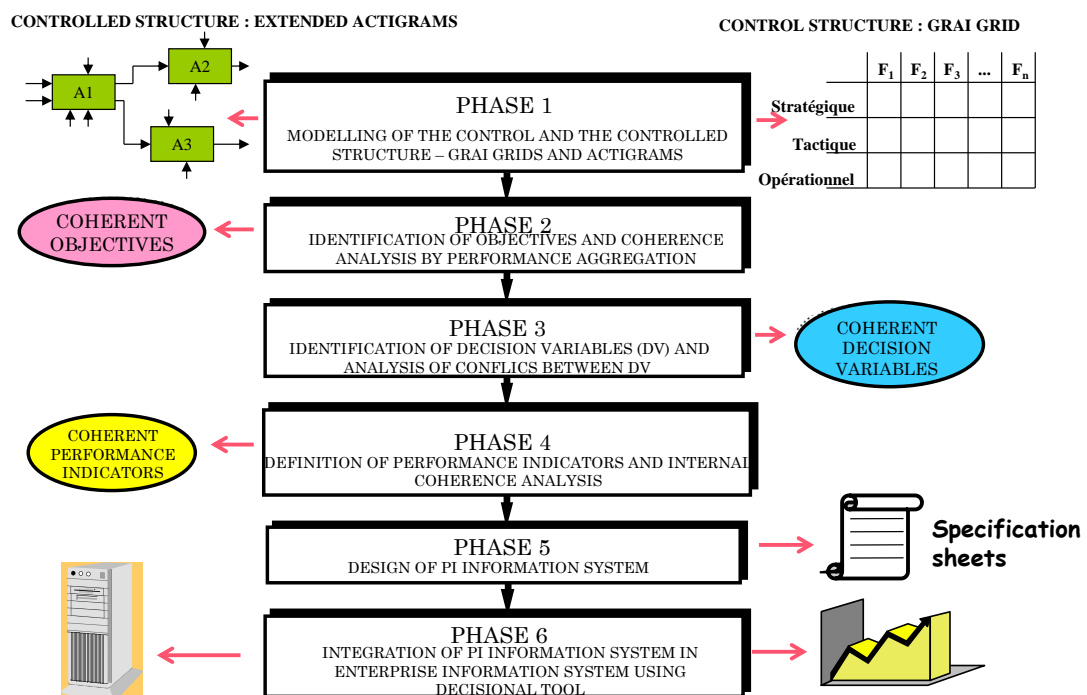 CONTROLLED STRUCTURE : EXTENDED ACTIGRAMS
CONTROL STRUCTURE : GRAI GRID
A1
A2
A3
F1 F2 F3 ... Fn
Stratégique
Tactique
Opérationnel
PHASE 1
MODELLING OF THE CONTROL AND THE CONTROLLED
STRUCTURE – GRAI GRIDS AND ACTIGRAMS
COHERENT
OBJECTIVES
PHASE 2
IDENTIFICATION OF OBJECTIVES AND COHERENCE
ANALYSIS BY PERFORMANCE AGGREGATION
PHASE 3
IDENTIFICATION OF DECISION VARIABLES (DV) AND
ANALYSIS OF CONFLICS BETWEEN DV
COHERENT
DECISION
VARIABLES
COHERENT
PERFORMANCE
INDICATORS
PHASE 4
DEFINITION OF PERFORMANCE INDICATORS AND INTERNAL
COHERENCE ANALYSIS
PHASE 5
DESIGN OF PI INFORMATION SYSTEM
Specification
sheets
PHASE 6
INTEGRATION OF PI INFORMATION SYSTEM IN
ENTERPRISE INFORMATION SYSTEM USING
DECISIONAL TOOL